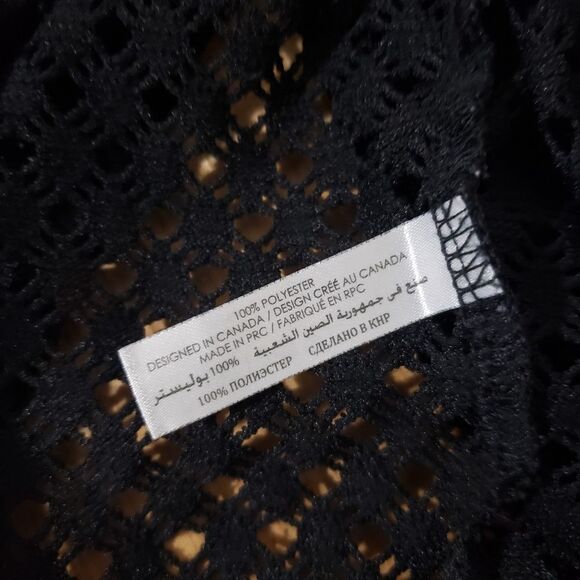 100% POLYESTER
DESIGNED IN CANADA / DESIGN CRÉÉ AU CANADA
MADE IN PRC / FABRIQUÉ EN RPC
صنع في جمهورية الصين الشعبية 100% بوليستر
100% ПОЛИЭСТЕР СДЕЛАНО В КНР